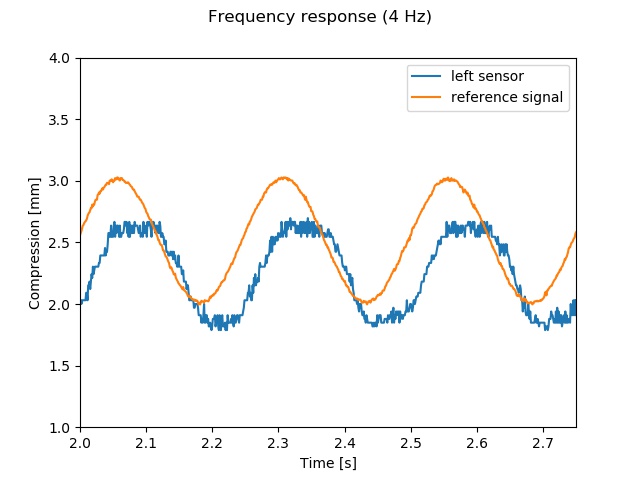 Frequency response (4 Hz)
left sensor
reference signal
4.0
3.5
3.0
2.5
2.0
1.5
1.0
Compression [mm]
2.0 2.1 2.2 2.3 2.4 2.5 2.6 2.7
Time [s]